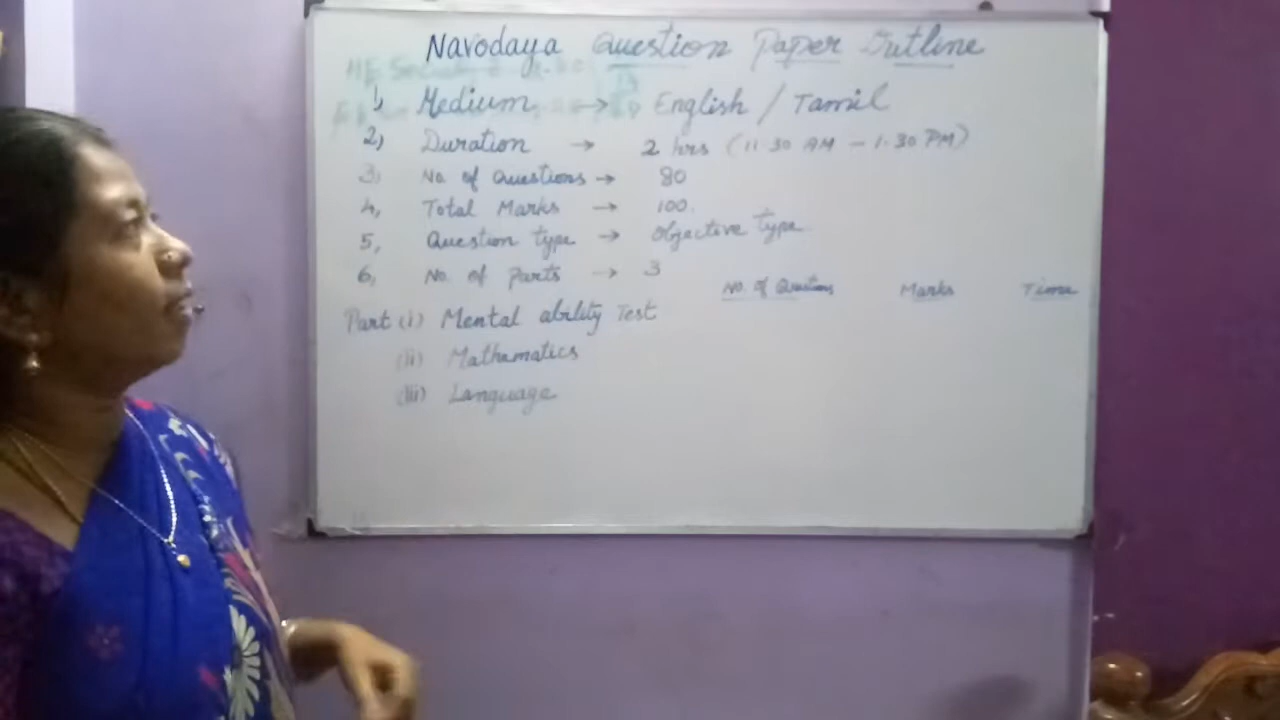 Navodaya Question Paper Outline
1, Medium → English / Tamil
2, Duration → 2 hrs (11.30 AM - 1.30 PM)
3, No. of Questions → 80
4, Total Marks → 100.
5, Question type → Objective type
6, No. of Parts → 3
No. of Questions Marks Time
Part (i) Mental ability Test
(ii) Mathematics
(iii) Language